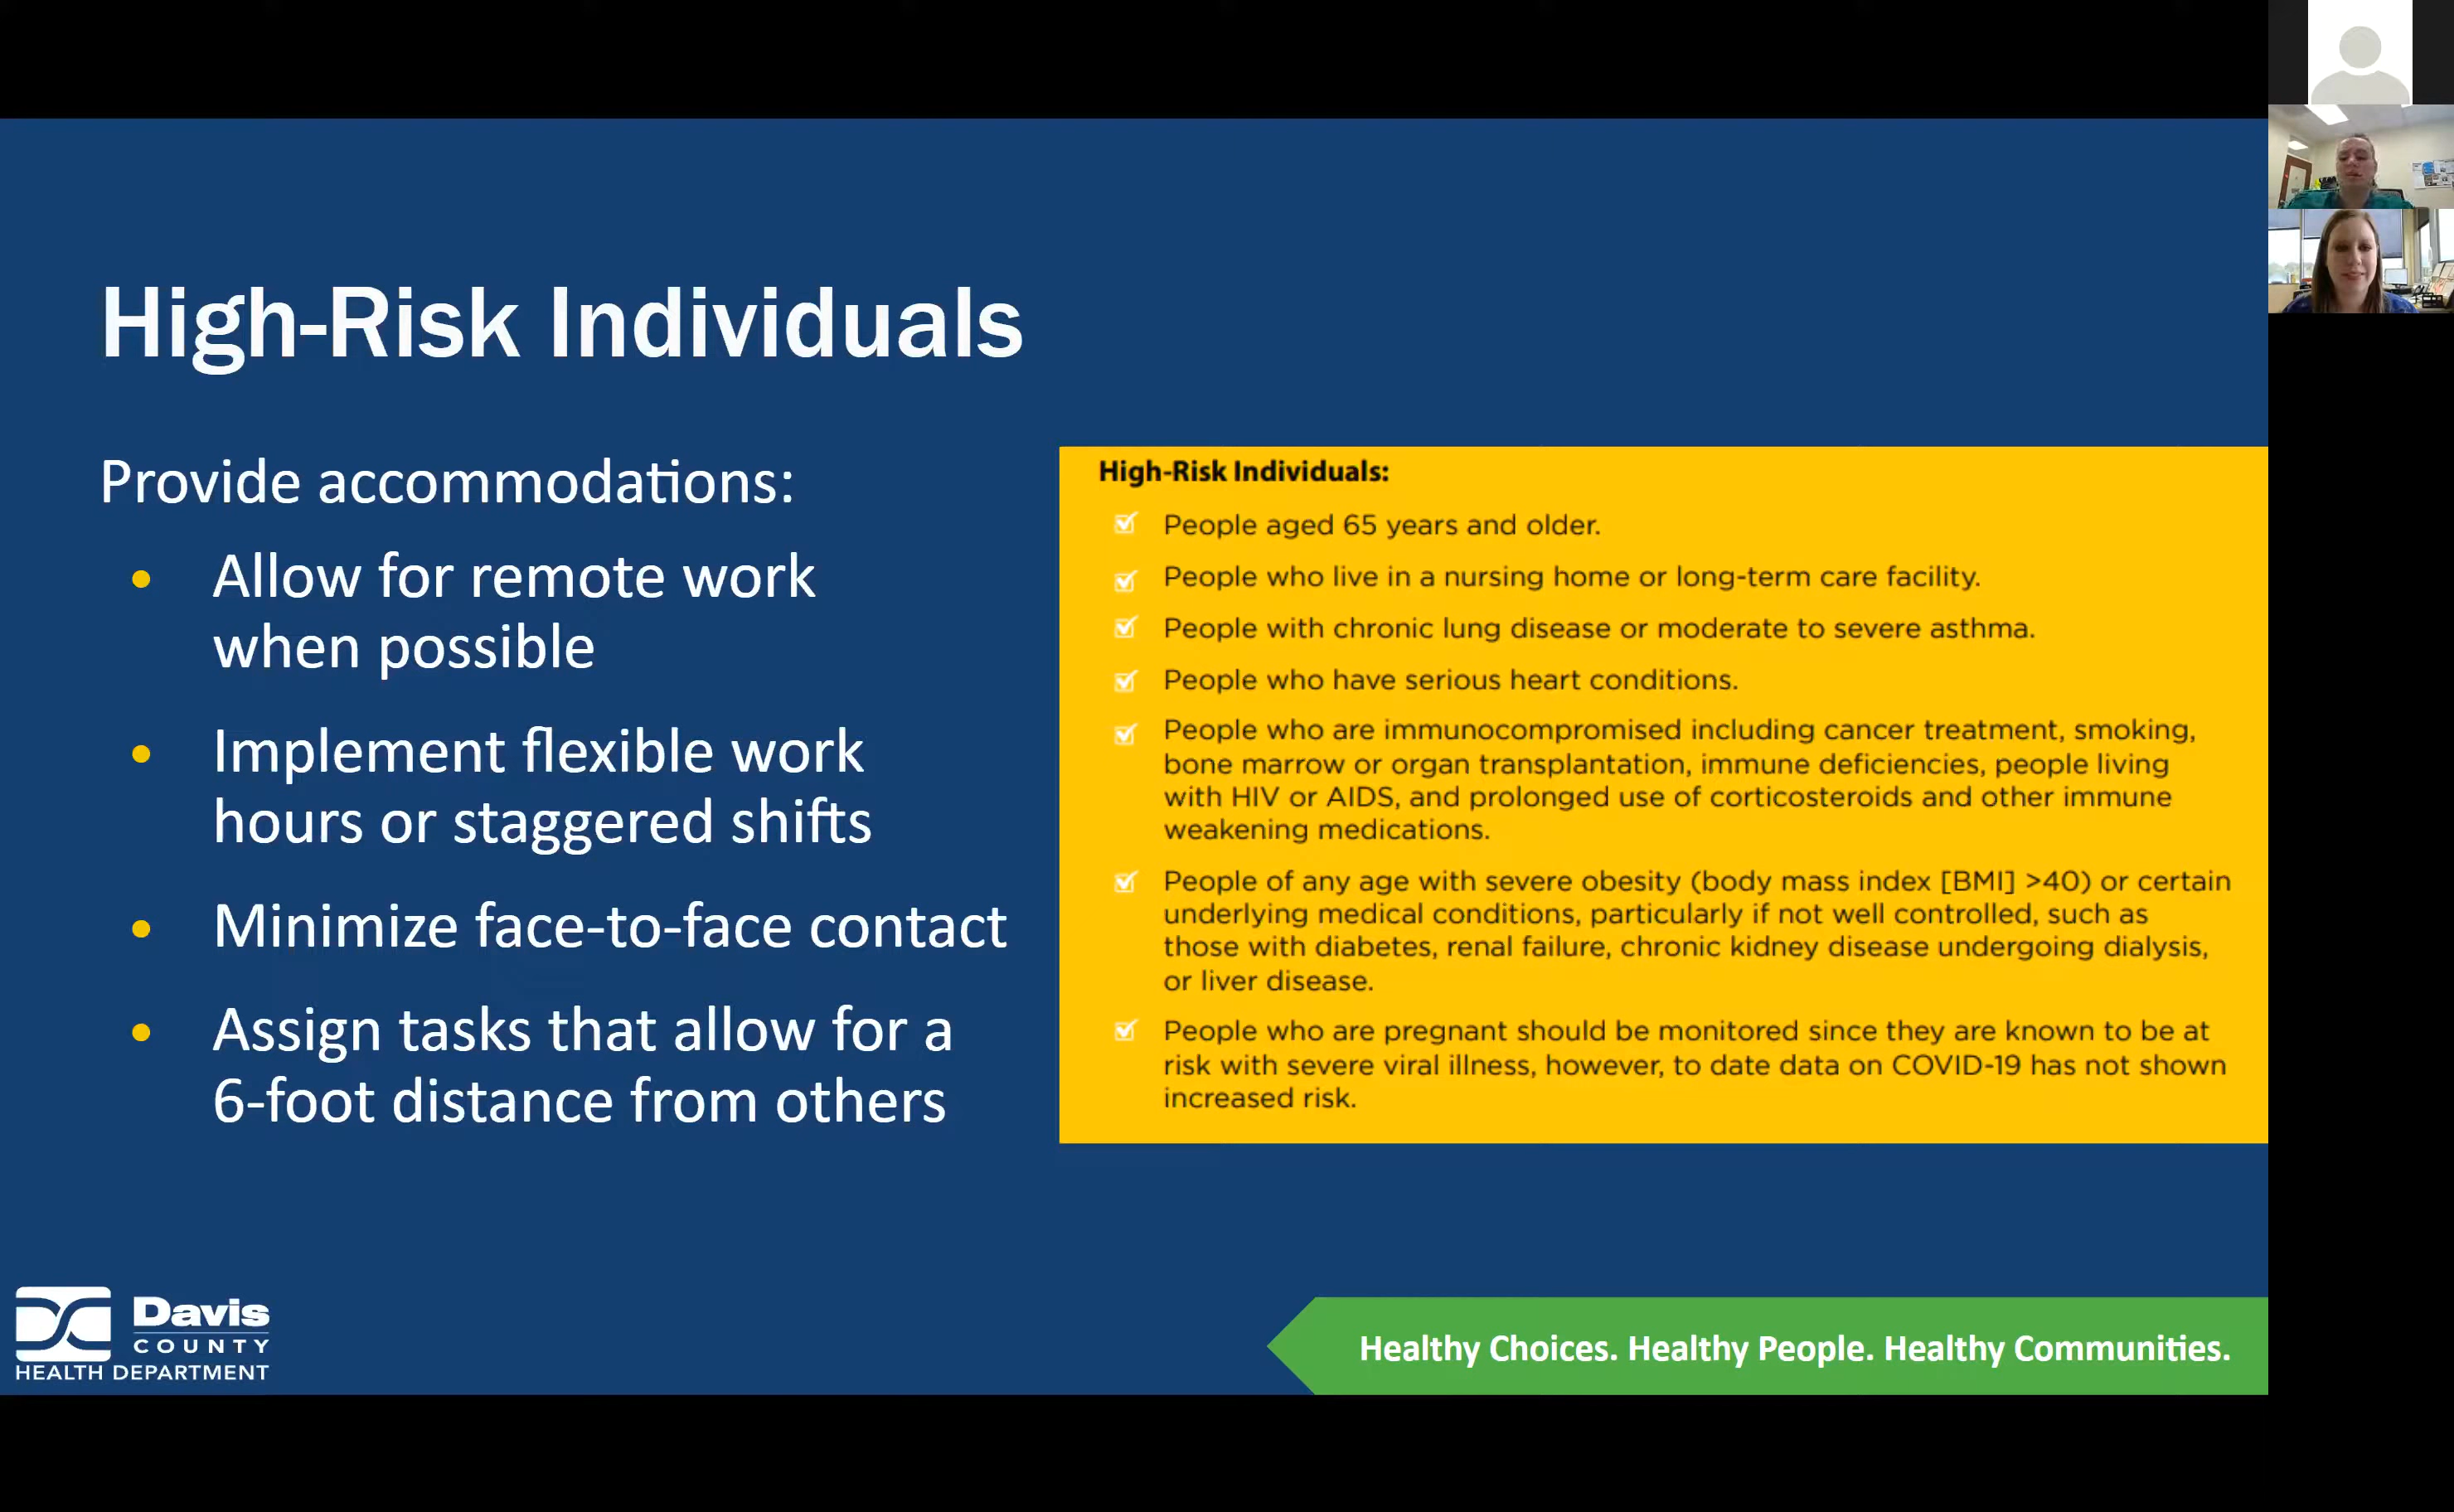 High-Risk Individuals
Provide accommodations:
• Allow for remote work
when possible
• Implement flexible work
hours or staggered shifts
• Minimize face-to-face contact
• Assign tasks that allow for a
6-foot distance from others
High-Risk Individuals:
People aged 65 years and older.
People who live in a nursing home or long-term care facility.
People with chronic lung disease or moderate to severe asthma.
People who have serious heart conditions.
People who are immunocompromised including cancer treatment, smoking,
bone marrow or organ transplantation, immune deficiencies, people living
with HIV or AIDS, and prolonged use of corticosteroids and other immune
weakening medications.
People of any age with severe obesity (body mass index [BMI] >40) or certain
underlying medical conditions, particularly if not well controlled, such as
those with diabetes, renal failure, chronic kidney disease undergoing dialysis,
or liver disease.
People who are pregnant should be monitored since they are known to be at
risk with severe viral illness, however, to date data on COVID-19 has not shown
increased risk.
Davis
COUNTY
HEALTH DEPARTMENT
Healthy Choices. Healthy People. Healthy Communities.